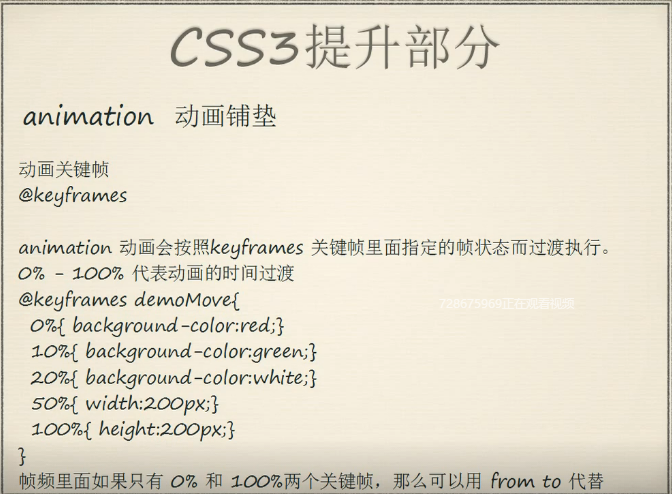 CSS3提升部分
animation 动画铺垫
动画关键帧
@keyframes
animation 动画会按照keyframes 关键帧里面指定的帧状态而过渡执行。
0% - 100% 代表动画的时间过渡
@keyframes demoMove{
728675969正在观看视频
0%{ background-color:red;}
10%{ background-color:green;}
20%{ background-color:white;}
50%{ width:200px;}
100%{ height:200px;}
}
帧频里面如果只有 0% 和 100%两个关键帧，那么可以用 from to 代替